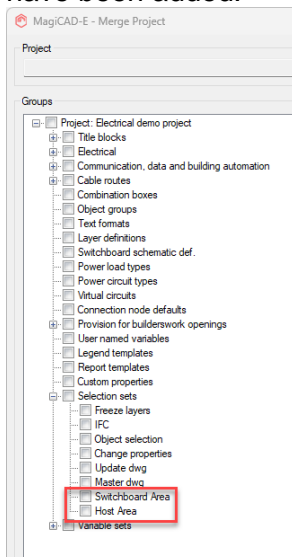 have been added.
MagiCAD-E - Merge Project
Project
Groups
Project: Electrical demo project
Title blocks
Electrical
Communication, data and building automation
Cable routes
Combination boxes
Object groups
Text formats
Layer definitions
Switchboard schematic def.
Power load types
Power circuit types
Virtual circuits
Connection node defaults
Provision for builderswork openings
User named variables
Legend templates
Report templates
Custom properties
Selection sets
Freeze layers
IFC
Object selection
Change properties
Update dwg
Master dwg
Switchboard Area
Host Area
Variable sets